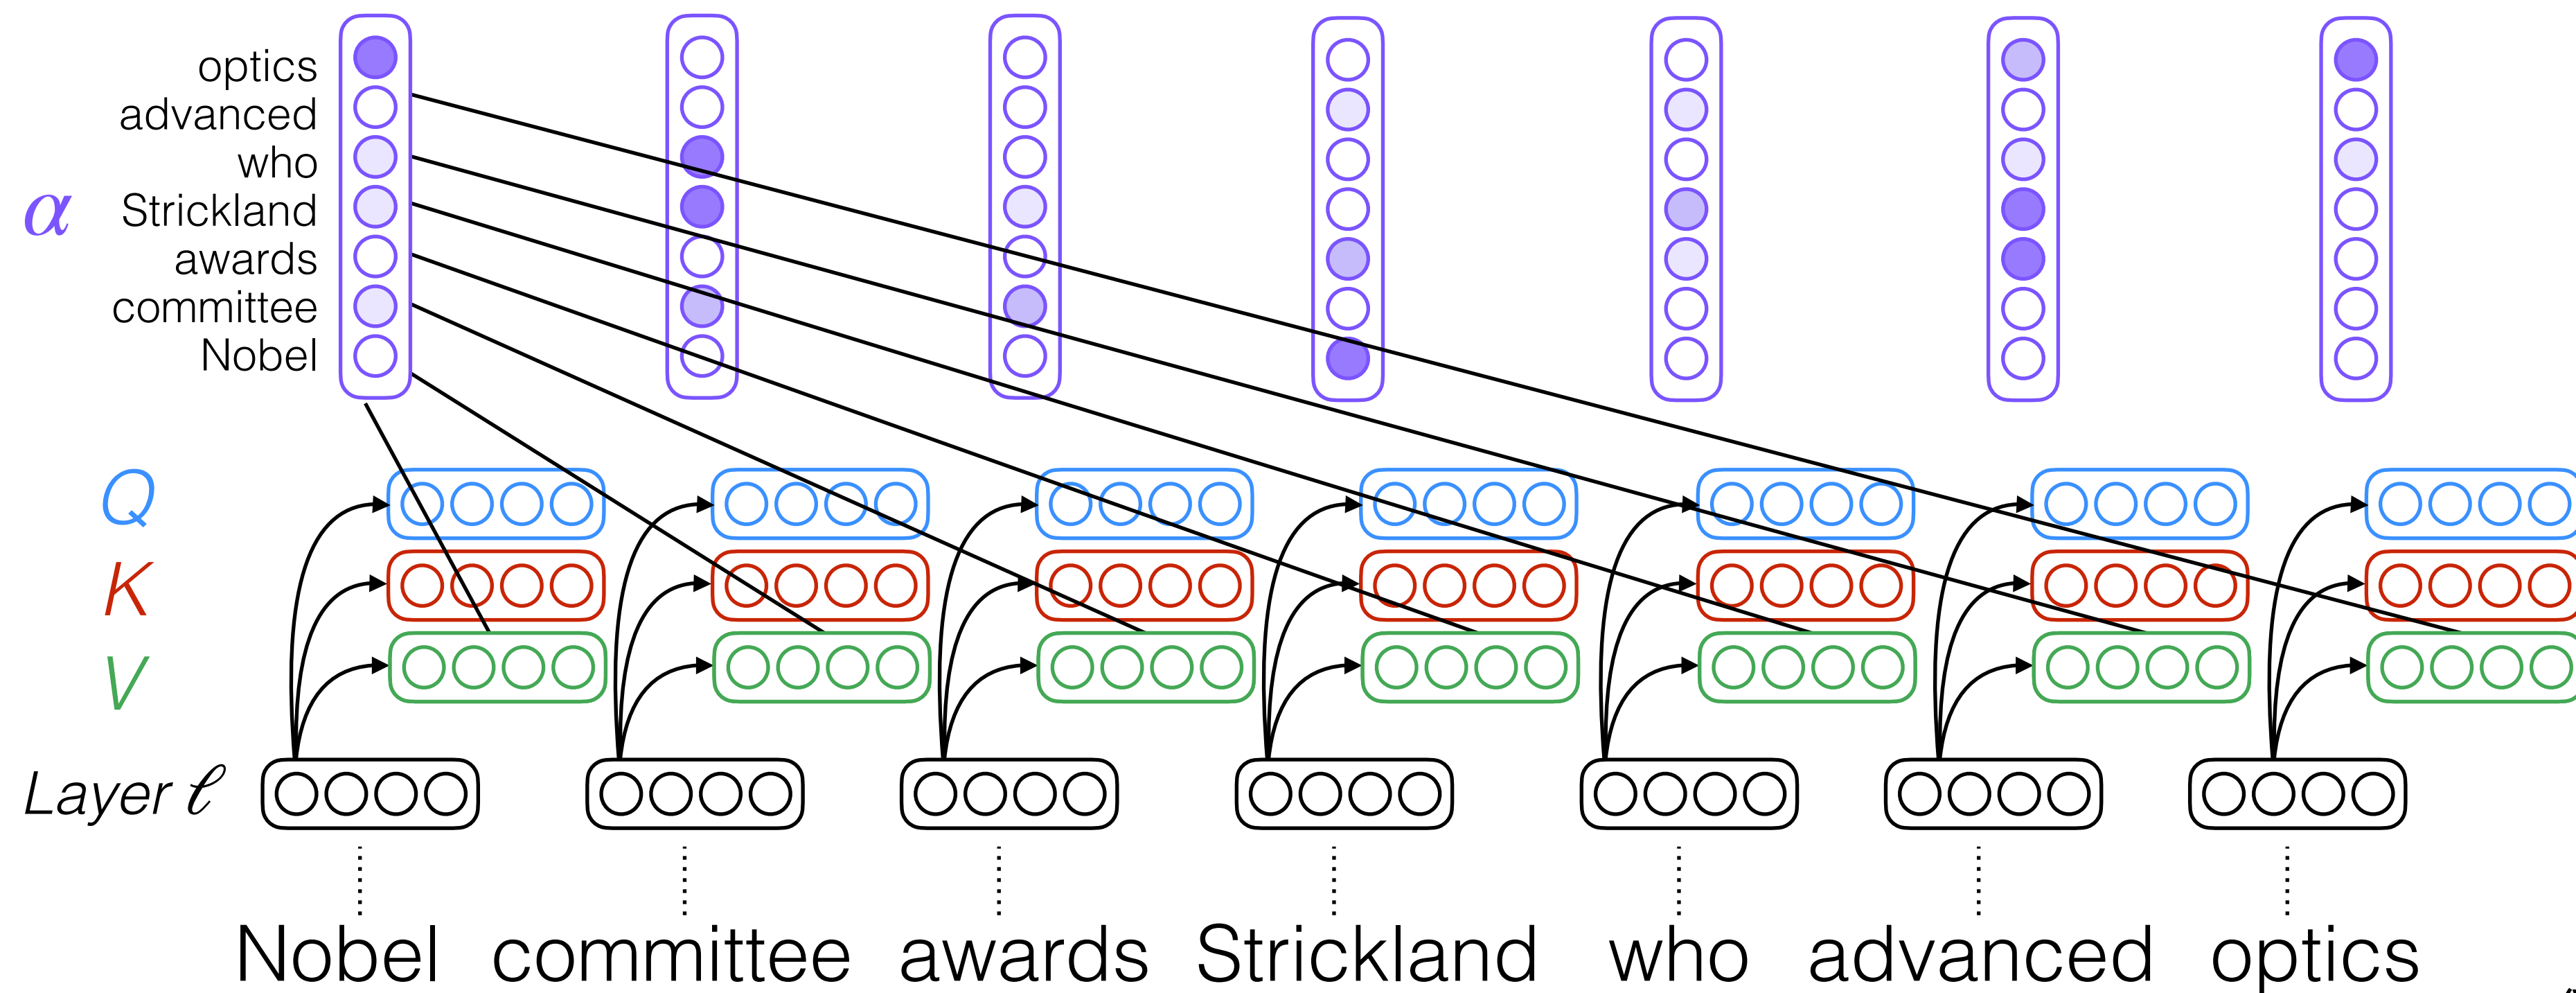 optics
advanced
who
α Strickland
awards
committee
Nobel
Q
K
V
Layer ℓ
Nobel committee awards Strickland who advanced optics